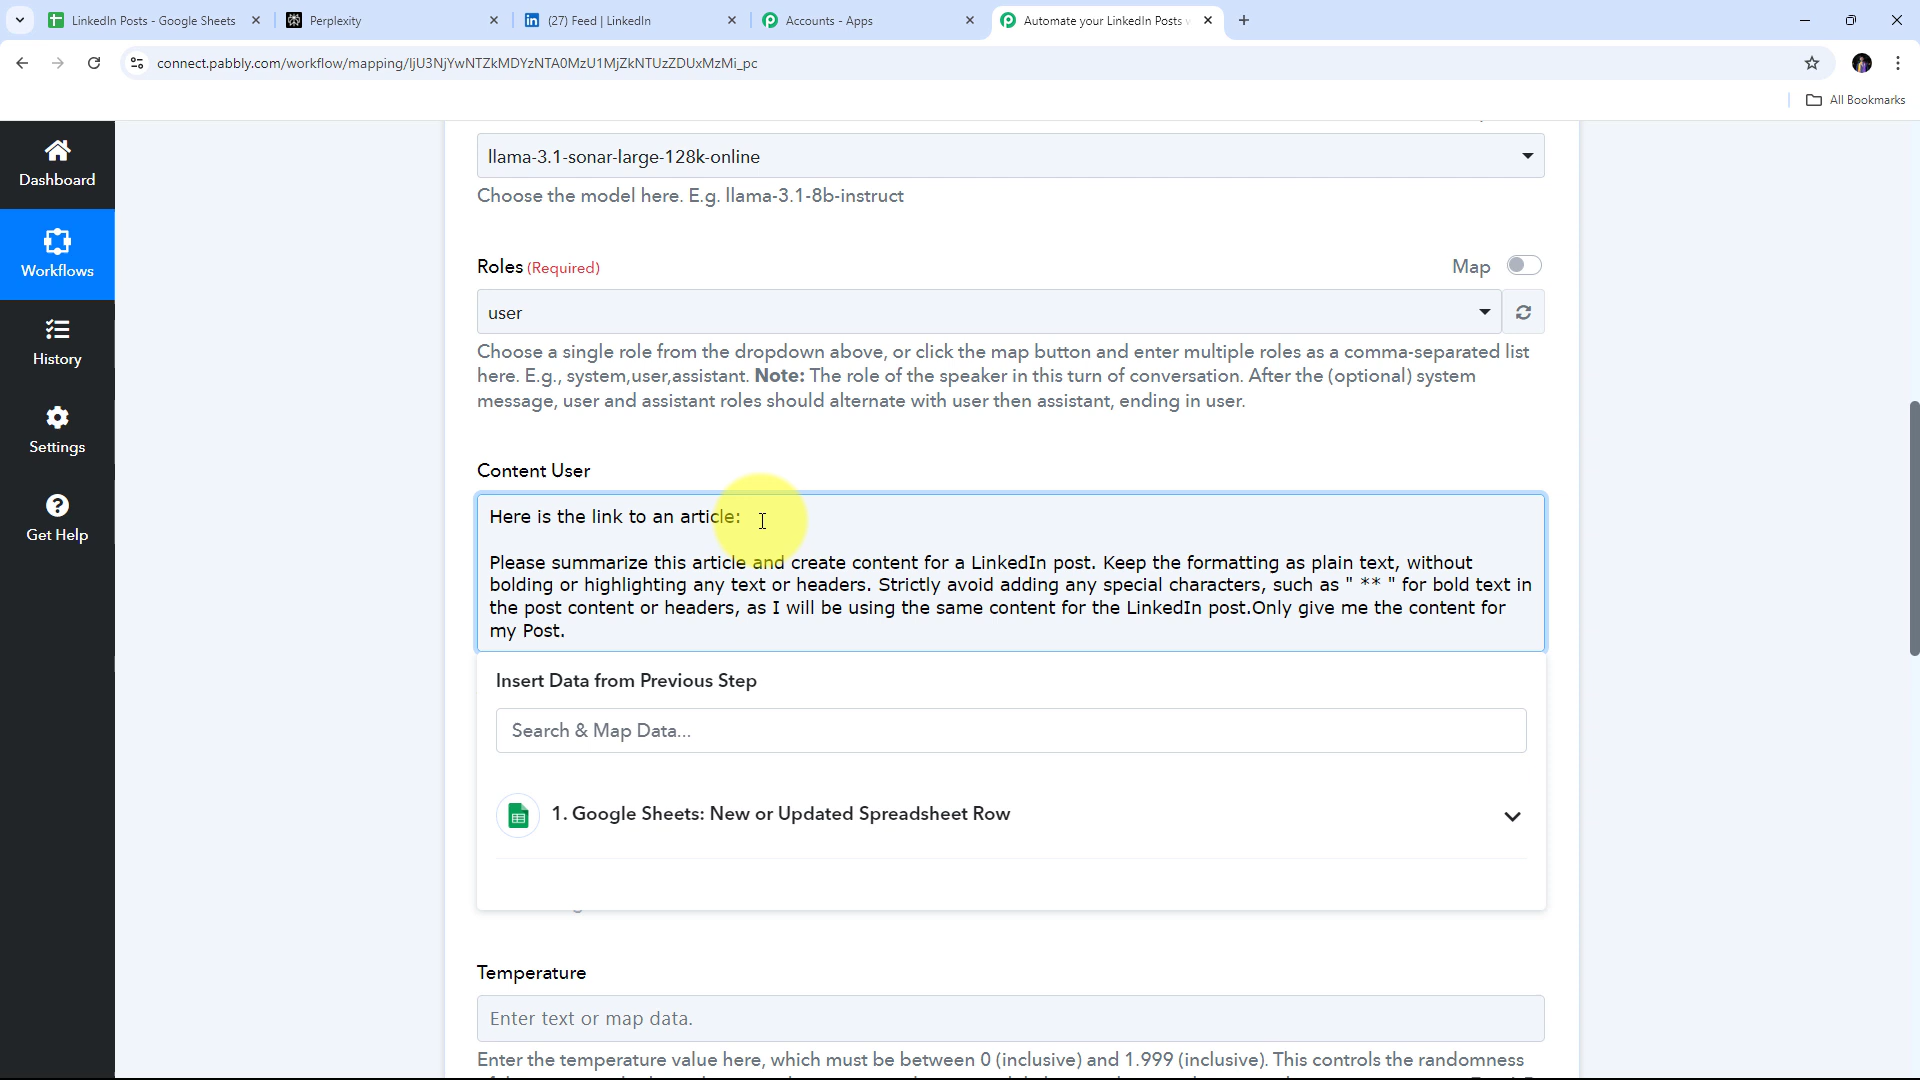 LinkedIn Posts - Google Sheets
Perplexity
(27) Feed | LinkedIn
Accounts - Apps
Automate your LinkedIn Posts
connect.pabbly.com/workflow/mapping/IjU3NjYwNTZkMDYzNTA0MzU1MjZkNTUzZDUxMzMi_pc
All Bookmarks
Dashboard
Workflows
History
Settings
Get Help
llama-3.1-sonar-large-128k-online
Choose the model here. E.g. llama-3.1-8b-instruct
Roles (Required)
Map
user
Choose a single role from the dropdown above, or click the map button and enter multiple roles as a comma-separated list
here. E.g., system,user,assistant. Note: The role of the speaker in this turn of conversation. After the (optional) system
message, user and assistant roles should alternate with user then assistant, ending in user.
Content User
Here is the link to an article:
Please summarize this article and create content for a LinkedIn post. Keep the formatting as plain text, without
bolding or highlighting any text or headers. Strictly avoid adding any special characters, such as " ** " for bold text in
the post content or headers, as I will be using the same content for the LinkedIn post.Only give me the content for
my Post.
Insert Data from Previous Step
Search & Map Data...
1. Google Sheets: New or Updated Spreadsheet Row
Temperature
Enter text or map data.
Enter the temperature value here, which must be between 0 (inclusive) and 1.999 (inclusive). This controls the randomness